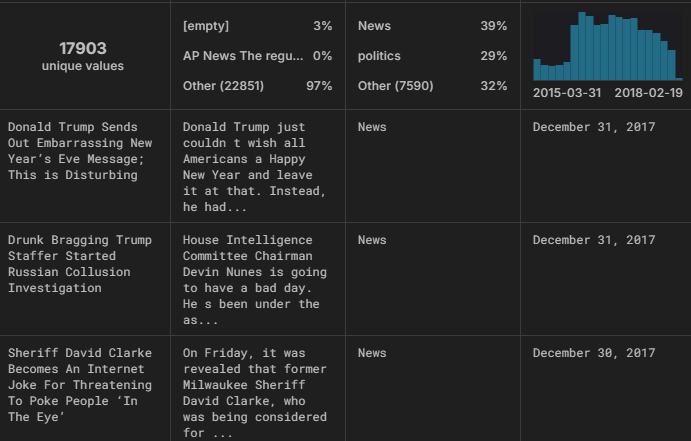 17903
unique values
[empty] 3%
AP News The regu... 0%
Other (22851) 97%
News 39%
politics 29%
Other (7590) 32%
2015-03-31 2018-02-19
Donald Trump Sends
Out Embarrassing New
Year’s Eve Message;
This is Disturbing
Donald Trump just
couldn t wish all
Americans a Happy
New Year and leave
it at that. Instead,
he had...
News
December 31, 2017
Drunk Bragging Trump
Staffer Started
Russian Collusion
Investigation
House Intelligence
Committee Chairman
Devin Nunes is going
to have a bad day.
He s been under the
as...
News
December 31, 2017
Sheriff David Clarke
Becomes An Internet
Joke For Threatening
To Poke People ‘In
The Eye’
On Friday, it was
revealed that former
Milwaukee Sheriff
David Clarke, who
was being considered
for ...
News
December 30, 2017